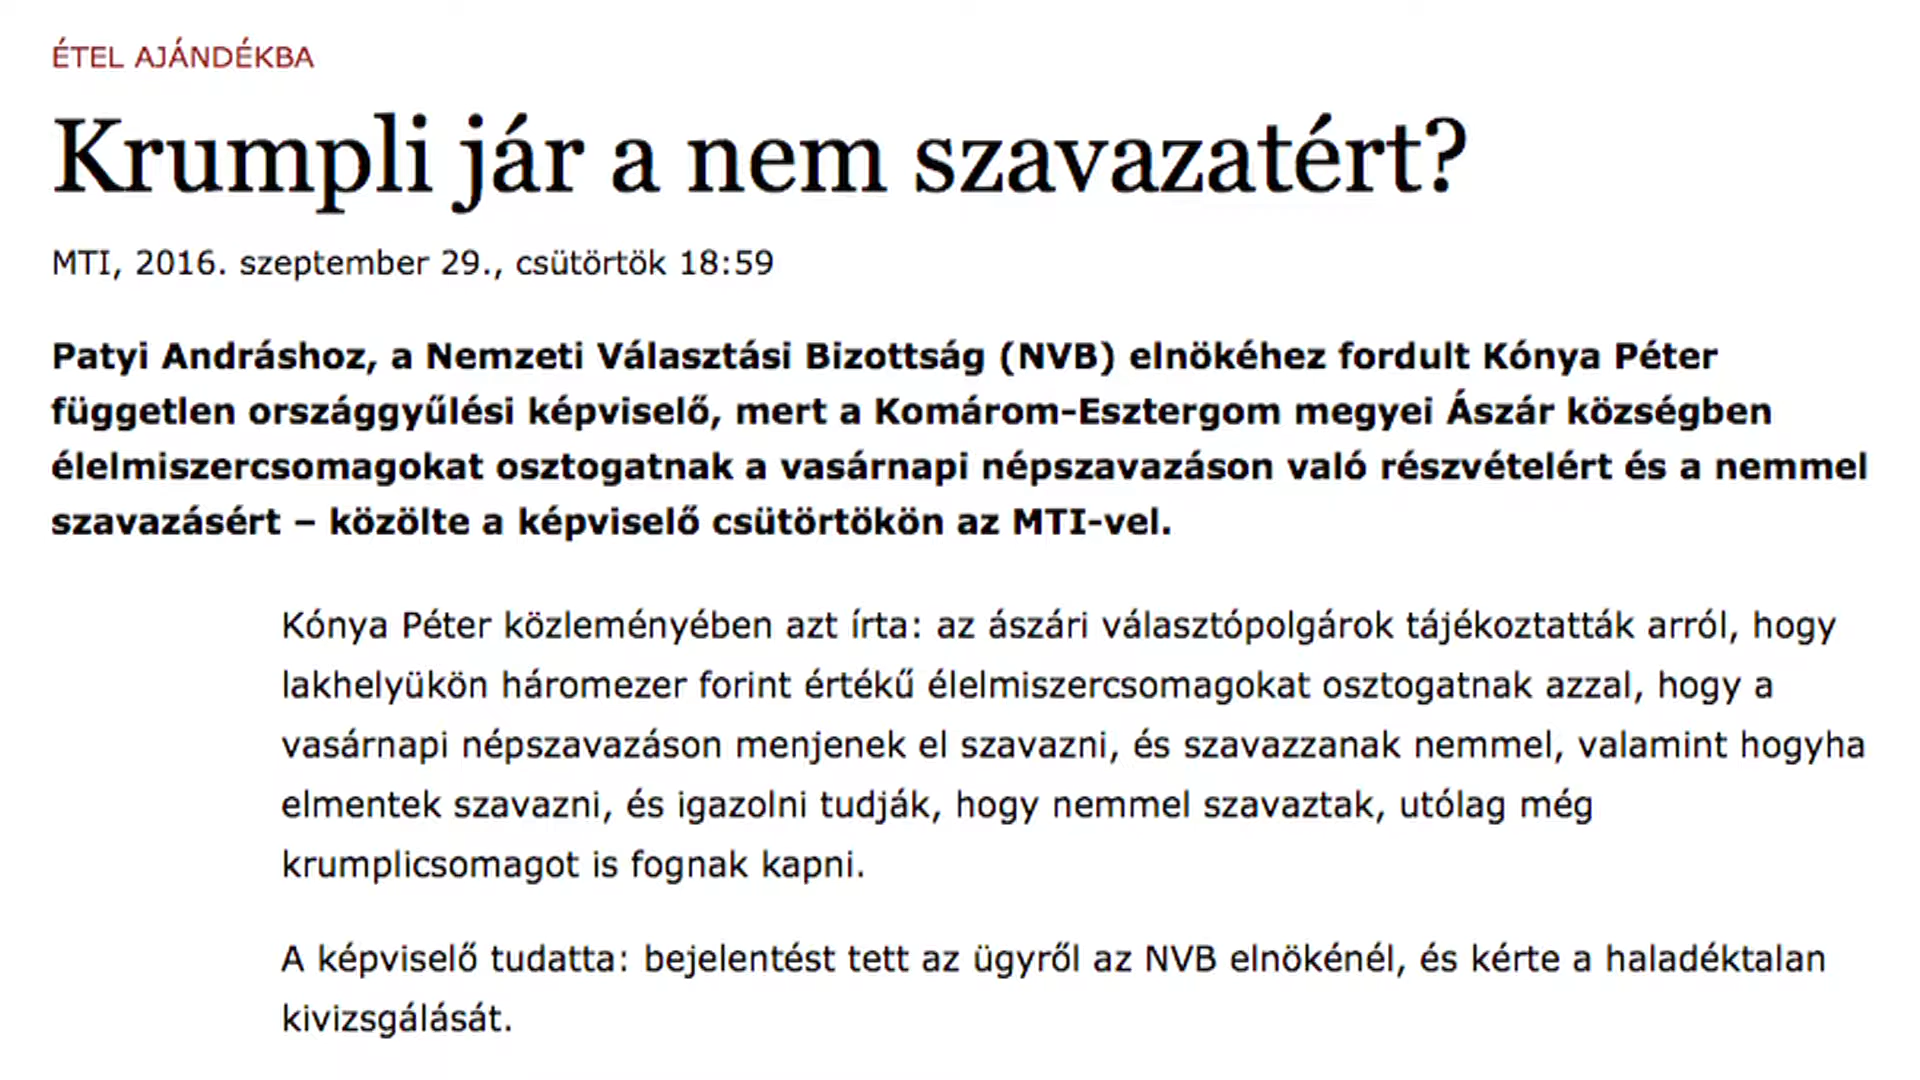 ÉTEL AJÁNDÉKBA
Krumpli jár a nem szavazatért?
MTI, 2016. szeptember 29., csütörtök 18:59
Patyi Andráshoz, a Nemzeti Választási Bizottság (NVB) elnökéhez fordult Kónya Péter
független országgyűlési képviselő, mert a Komárom-Esztergom megyei Ászár községben
élelmiszercsomagokat osztogatnak a vasárnapi népszavazáson való részvételért és a nemmel
szavazásért – közölte a képviselő csütörtökön az MTI-vel.
Kónya Péter közleményében azt írta: az ászári választópolgárok tájékoztatták arról, hogy
lakhelyükön háromezer forint értékű élelmiszercsomagokat osztogatnak azzal, hogy a
vasárnapi népszavazáson menjenek el szavazni, és szavazzanak nemmel, valamint hogyha
elmentek szavazni, és igazolni tudják, hogy nemmel szavaztak, utólag még
krumplicsomagot is fognak kapni.
A képviselő tudatta: bejelentést tett az ügyről az NVB elnökénél, és kérte a haladéktalan
kivizsgálását.